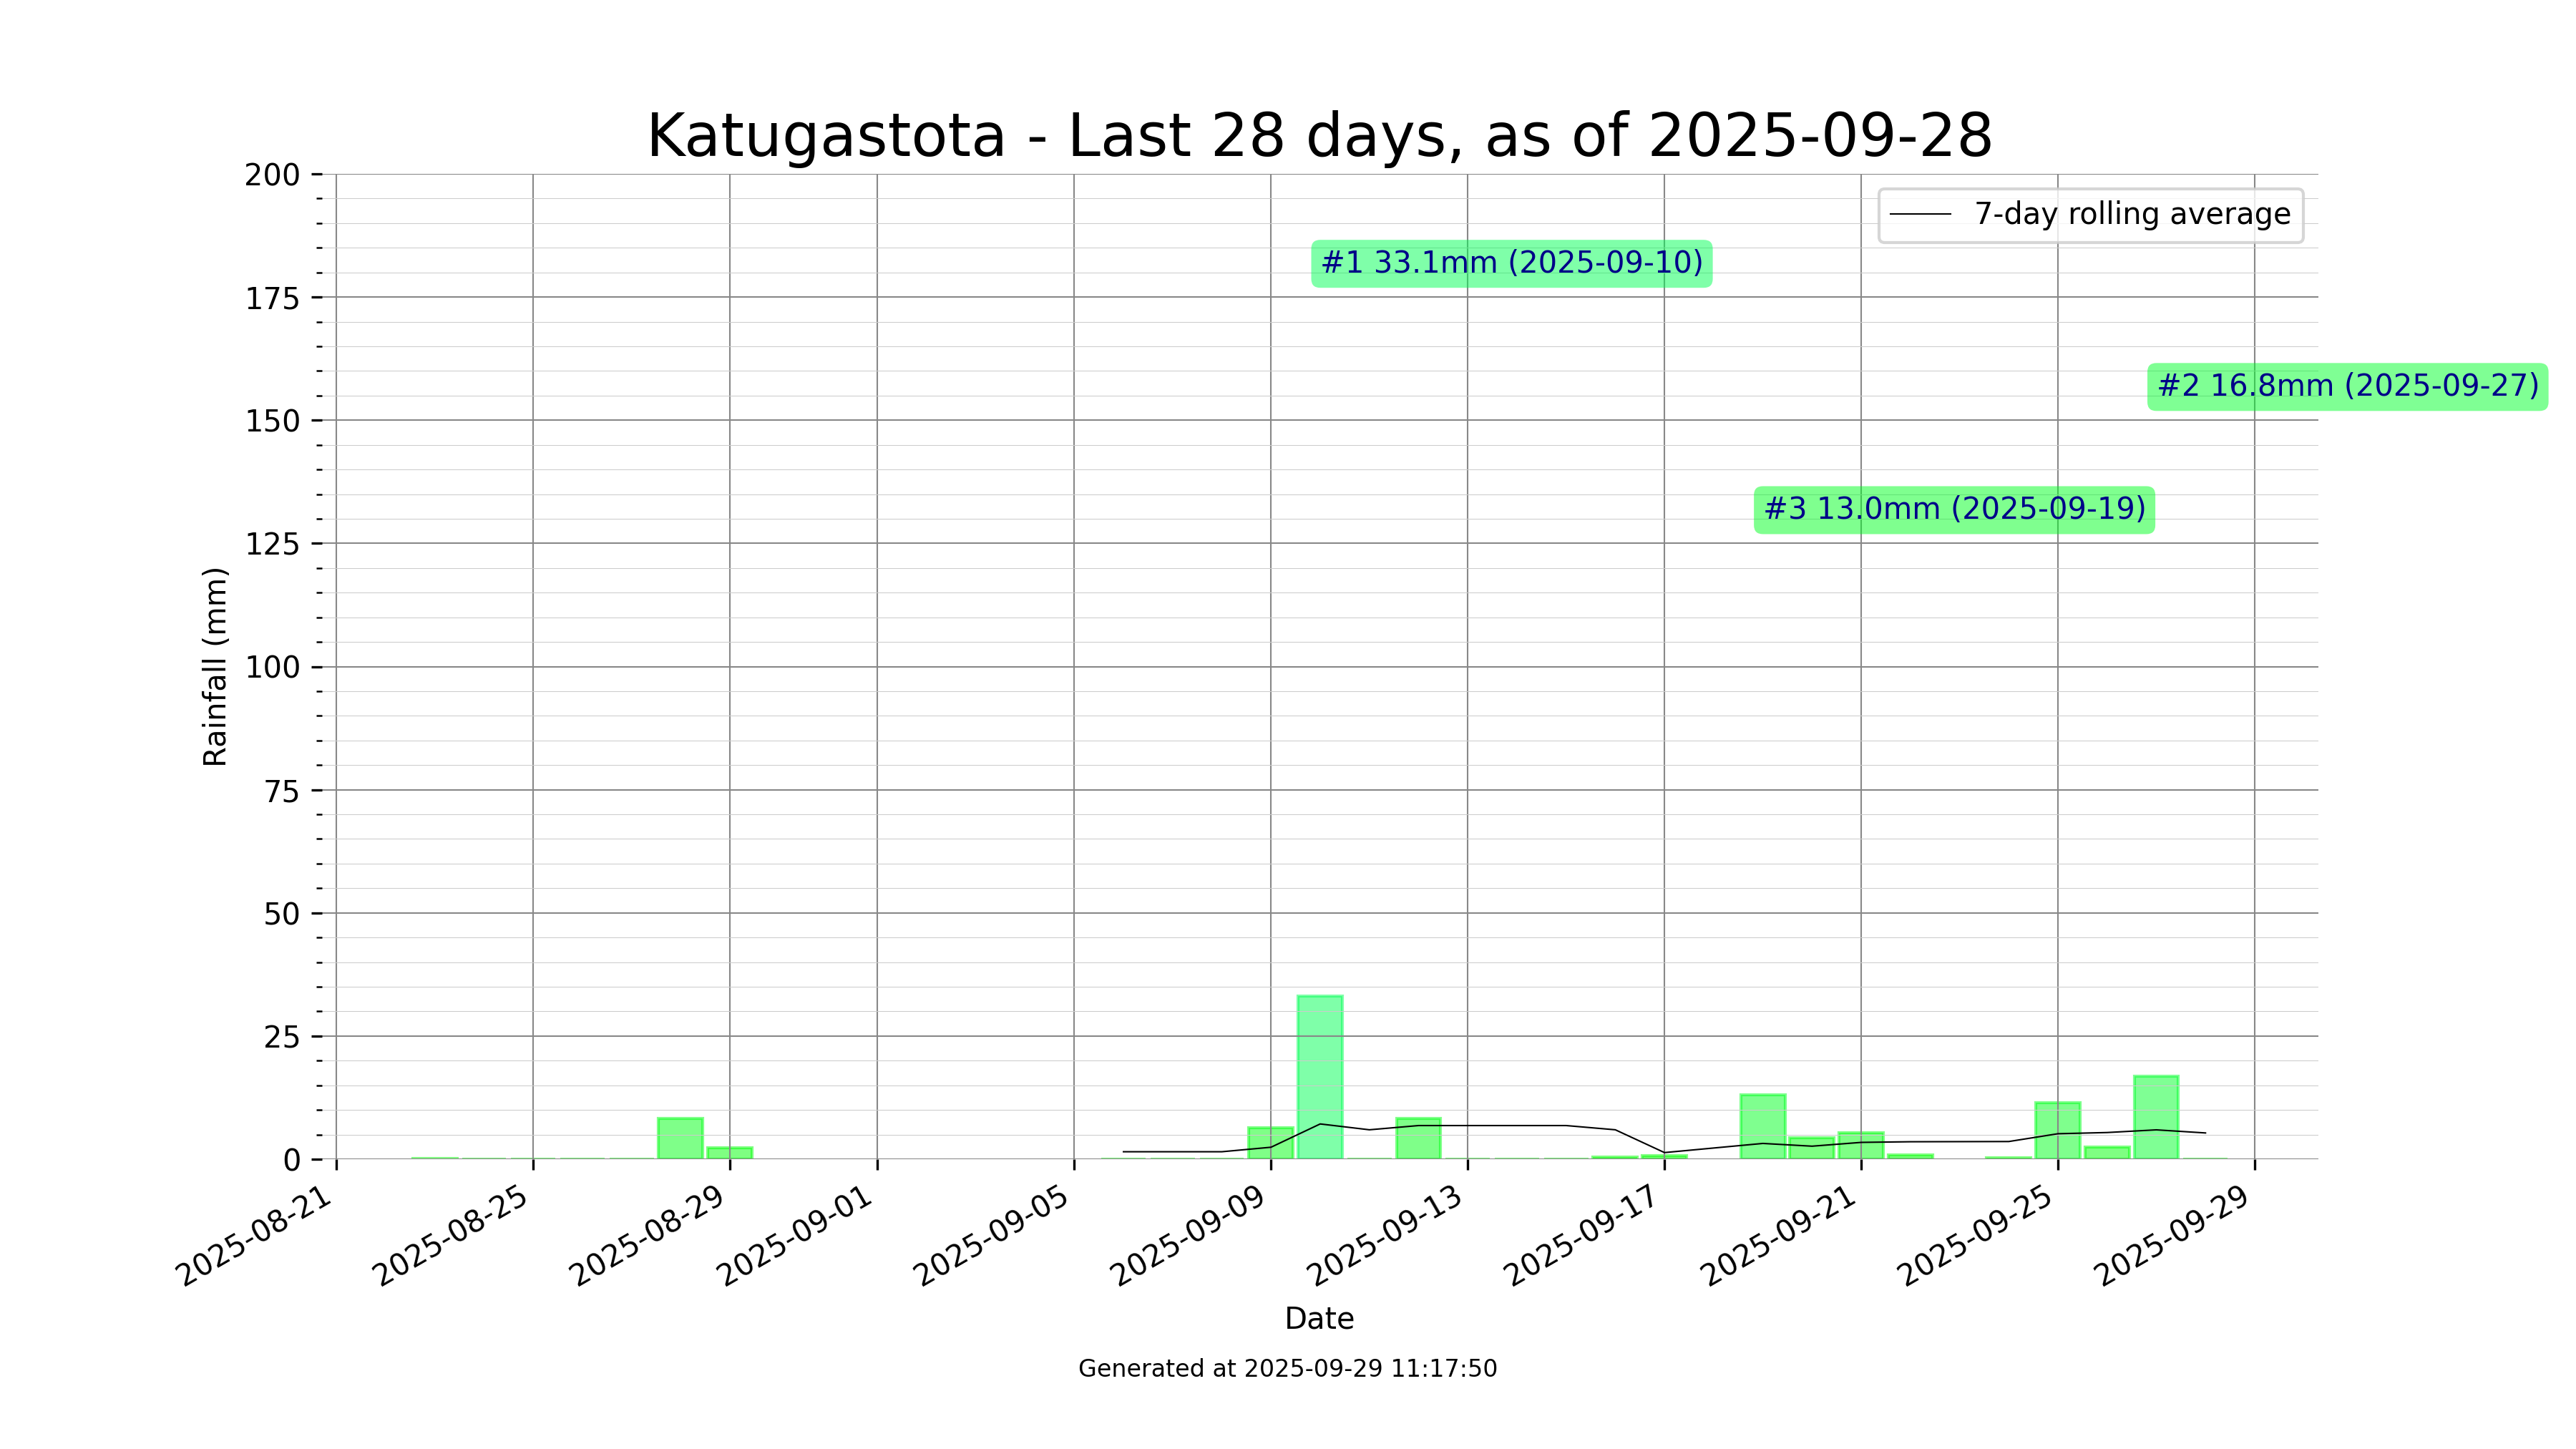 Katugastota - Last 28 days, as of 2025-09-28
7-day rolling average
#1 33.1mm (2025-09-10)
#2 16.8mm (2025-09-27)
#3 13.0mm (2025-09-19)
Rainfall (mm)
200
175
150
125
100
75
50
25
0
2025-08-21
2025-08-25
2025-08-29
2025-09-01
2025-09-05
2025-09-09
2025-09-13
2025-09-17
2025-09-21
2025-09-25
2025-09-29
Date
Generated at 2025-09-29 11:17:50